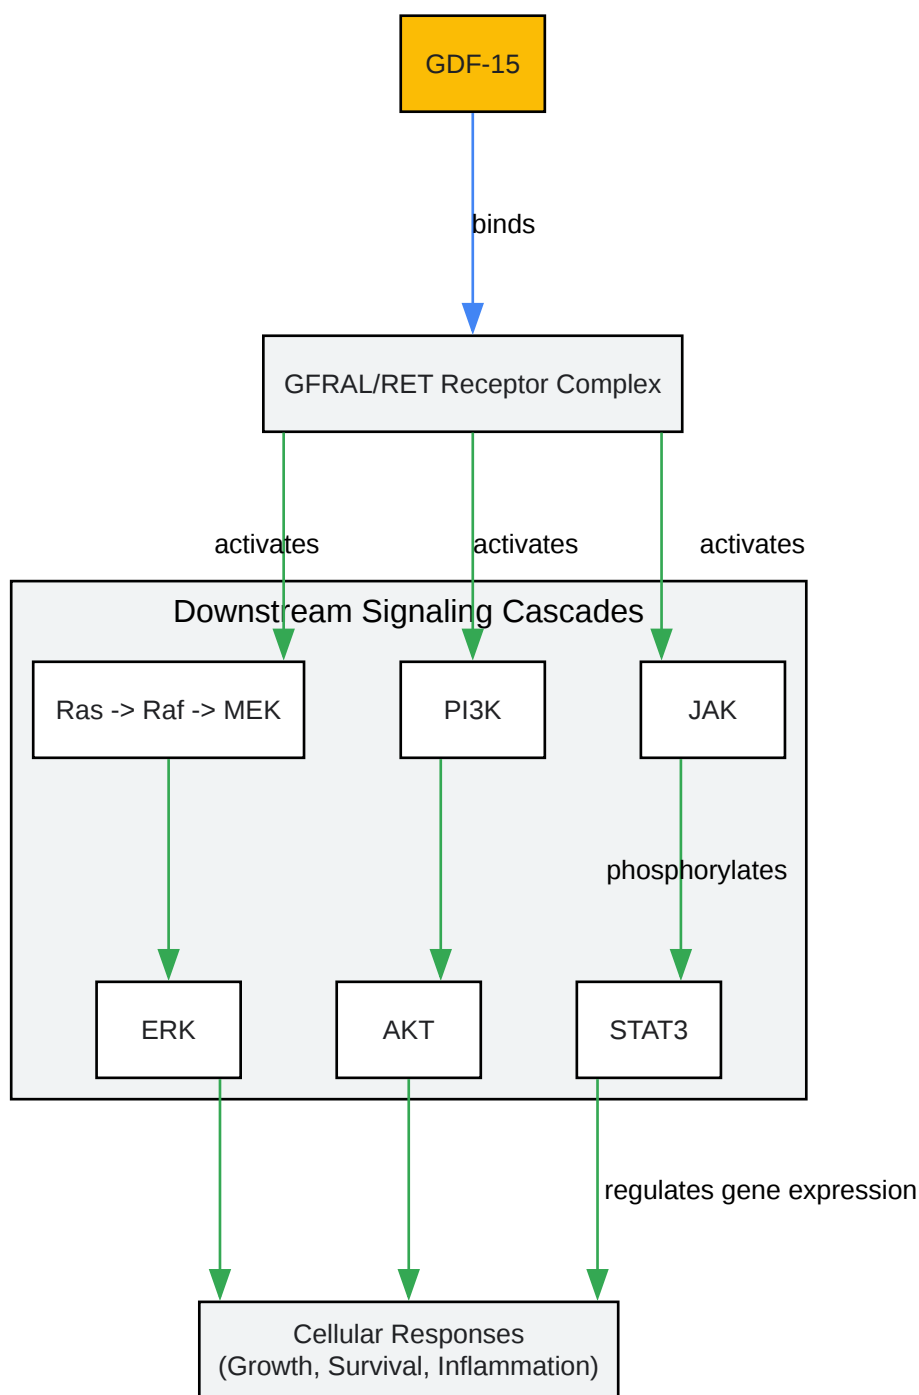 GDF-15
binds
GFRAL/RET Receptor Complex
activates
activates
activates
Downstream Signaling Cascades
Ras -> Raf -> MEK
PI3K
JAK
phosphorylates
ERK
AKT
STAT3
regulates gene expression
Cellular Responses
(Growth, Survival, Inflammation)